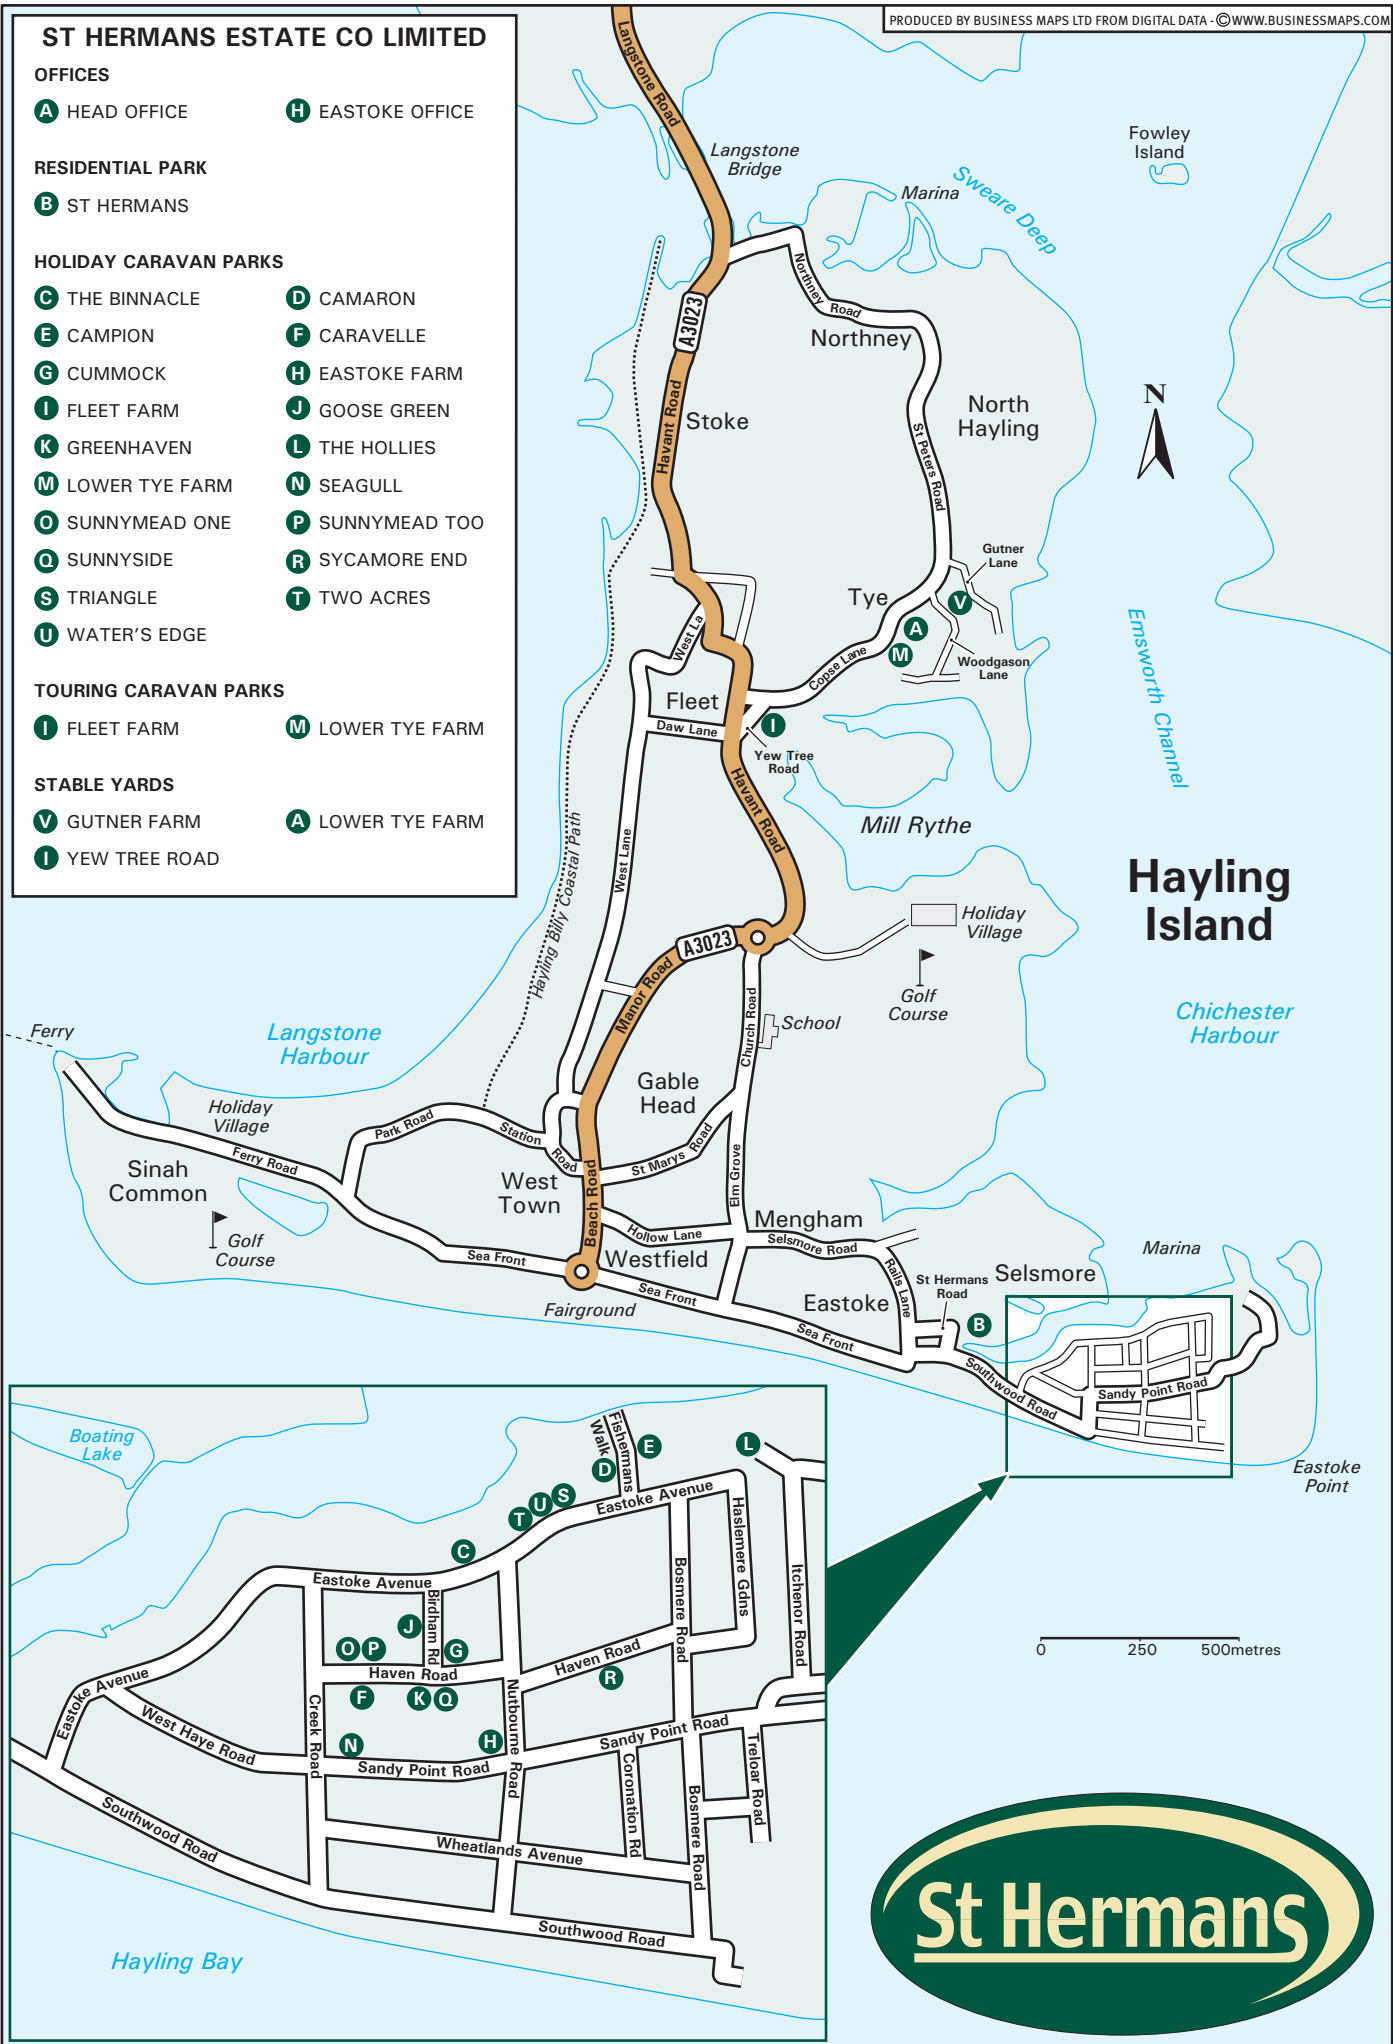 PRODUCED BY BUSINESS MAPS LTD FROM DIGITAL DATA - ©WWW.BUSINESSMAPS.COM
ST HERMANS ESTATE CO LIMITED
OFFICES
A HEAD OFFICE
H EASTOKE OFFICE
RESIDENTIAL PARK
B ST HERMANS
HOLIDAY CARAVAN PARKS
C THE BINNACLE
D CAMARON
E CAMPION
F CARAVELLE
G CUMMOCK
H EASTOKE FARM
I FLEET FARM
J GOOSE GREEN
K GREENHAVEN
L THE HOLLIES
M LOWER TYE FARM
N SEAGULL
O SUNNYMEAD ONE
P SUNNYMEAD TOO
Q SUNNYSIDE
R SYCAMORE END
S TRIANGLE
T TWO ACRES
U WATER'S EDGE
TOURING CARAVAN PARKS
I FLEET FARM
M LOWER TYE FARM
STABLE YARDS
V GUTNER FARM
A LOWER TYE FARM
I YEW TREE ROAD
Langstone Road
Langstone
Bridge
Marina
Sweare Deep
Fowley
Island
Northney
Road
Northney
A3023
Havant Road
Stoke
North
Hayling
N
St Peters Road
Gutner
Lane
Tye
V
A
M
Woodgason
Lane
West La
Copse Lane
Fleet
Daw Lane
I
Yew Tree
Road
Emsworth Channel
Havant Road
Mill Rythe
West Lane
Hayling Billy Coastal Path
Hayling
Island
Holiday
Village
A3023
Manor Road
Golf
Course
Church Road
School
Chichester
Harbour
Ferry
Langstone
Harbour
Gable
Head
Holiday
Village
Park Road
Station
Road
Ferry Road
St Marys Road
Elm Grove
Sinah
Common
West
Town
Beach Road
Golf
Course
Hollow Lane
Mengham
Selsmore Road
Marina
Sea Front
Westfield
Rails Lane
St Hermans
Road
Selsmore
Sea Front
Eastoke
Fairground
B
Sea Front
Southwood Road
Sandy Point Road
Eastoke
Point
Boating
Lake
Fishermans
Walk
E
L
D
S
U
T
Eastoke Avenue
Haslemere Gdns
C
Eastoke Avenue
Birdham Rd
Bosmere Road
Itchenor Road
J
O
P
G
Haven Road
Haven Road
R
Eastoke Avenue
F
K
Q
Creek Road
Nutbourne Road
West Haye Road
N
H
Sandy Point Road
Sandy Point Road
Coronation Rd
Treloar Road
Bosmere Road
Southwood Road
Wheatlands Avenue
Southwood Road
Hayling Bay
0
250
500metres
St Hermans